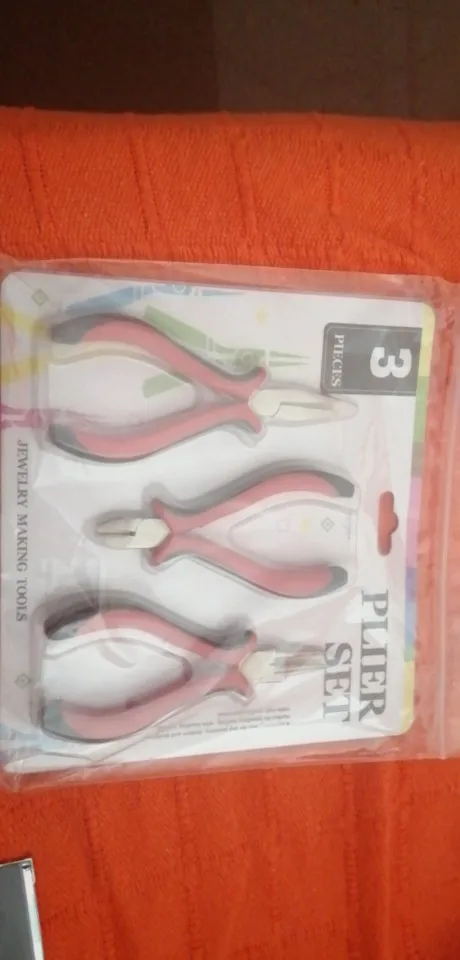 3
PIECES
PLIER
SET
JEWELRY MAKING TOOLS